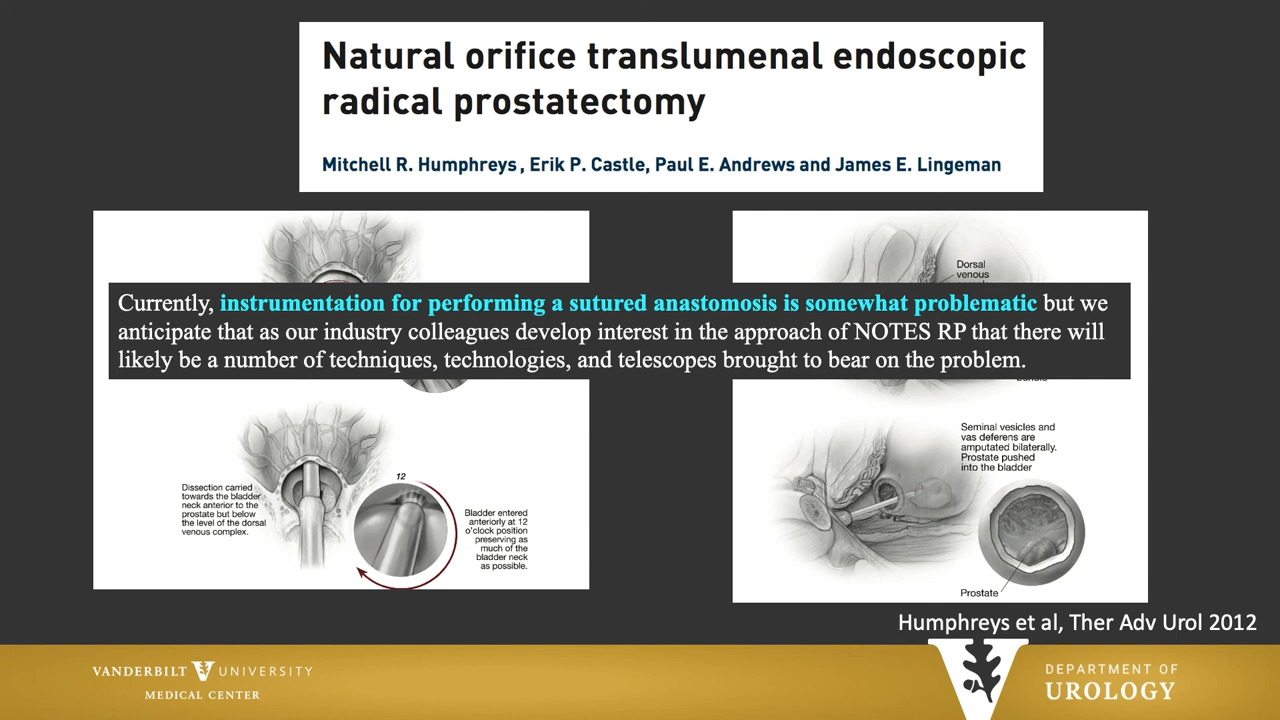 Natural orifice translumenal endoscopic
radical prostatectomy
Mitchell R. Humphreys, Erik P. Castle, Paul E. Andrews and James E. Lingeman
Dorsal
venous
Currently, instrumentation for performing a sutured anastomosis is somewhat problematic but we
anticipate that as our industry colleagues develop interest in the approach of NOTES RP that there will
likely be a number of techniques, technologies, and telescopes brought to bear on the problem.
Dissection carried
towards the bladder
neck anterior to the
prostate but below
the level of the dorsal
venous complex.
12
Bladder entered
anteriorly at 12
o'clock position
preserving as
much of the
bladder neck
as possible.
Seminal vesicles and
vas deferens are
amputated bilaterally.
Prostate pushed
into the bladder
Prostate
Humphreys et al, Ther Adv Urol 2012
VANDERBILT V UNIVERSITY
MEDICAL CENTER
V
DEPARTMENT OF
UROLOGY